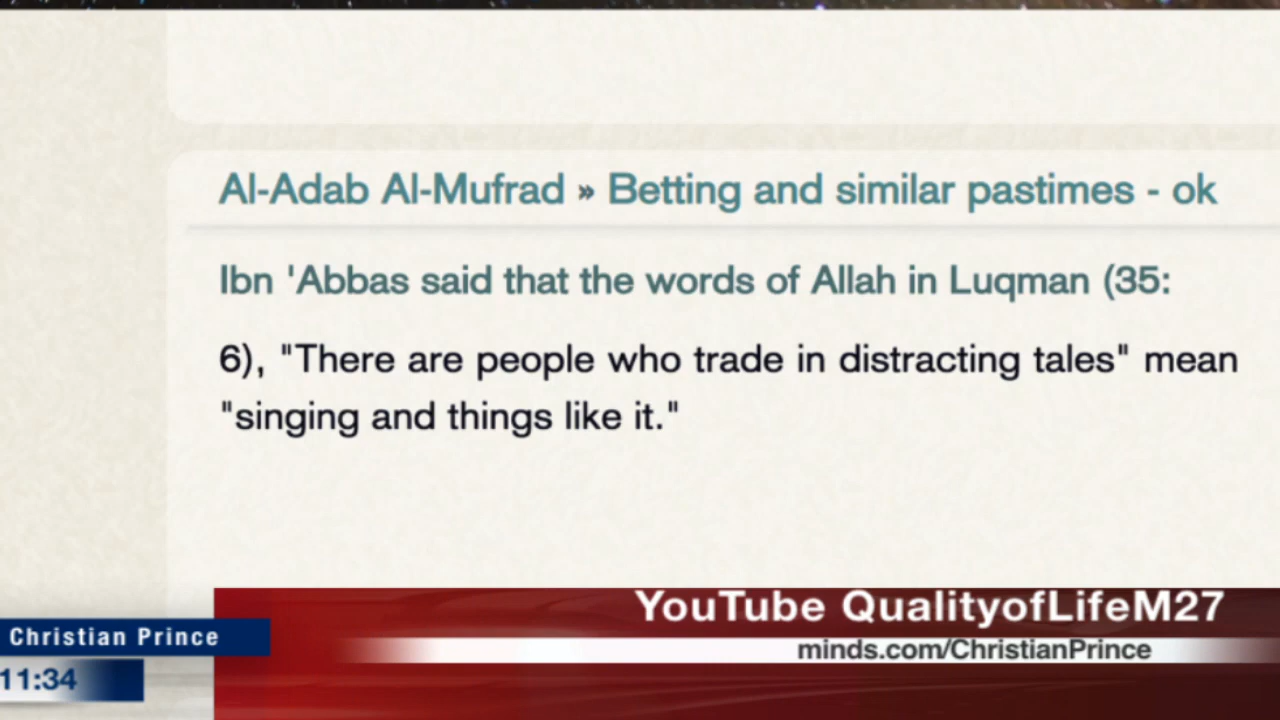 Al-Adab Al-Mufrad » Betting and similar pastimes - ok
Ibn 'Abbas said that the words of Allah in Luqman (35:
6), "There are people who trade in distracting tales" mean
"singing and things like it."
YouTube QualityofLifeM27
Christian Prince
minds.com/ChristianPrince
11:34